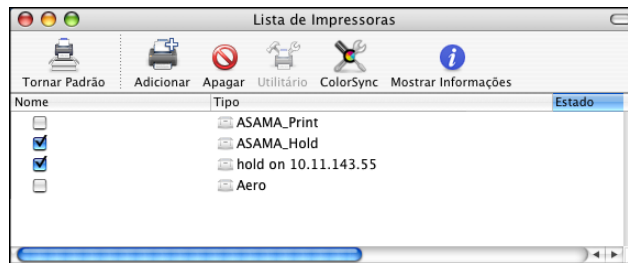 Lista de Impressoras
Tornar Padrão Adicionar Apagar Utilitário ColorSync Mostrar Informações
Nome Tipo Estado
ASAMA_Print
ASAMA_Hold
hold on 10.11.143.55
Aero